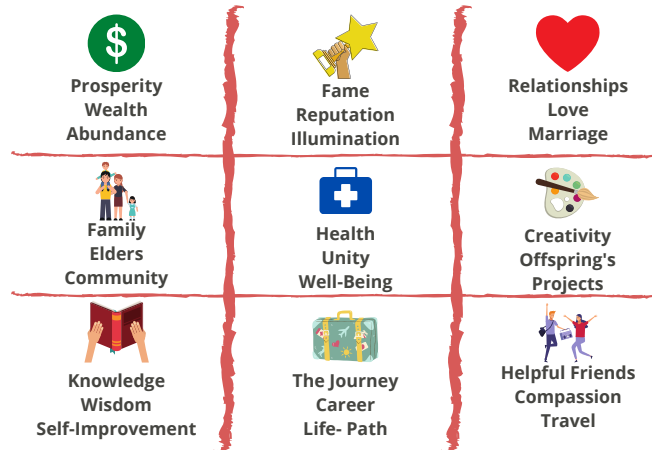 $
Prosperity
Wealth
Abundance
Fame
Reputation
Illumination
Relationships
Love
Marriage
Family
Elders
Community
Health
Unity
Well-Being
Creativity
Offspring's
Projects
Knowledge
Wisdom
Self-Improvement
The Journey
Career
Life- Path
Helpful Friends
Compassion
Travel